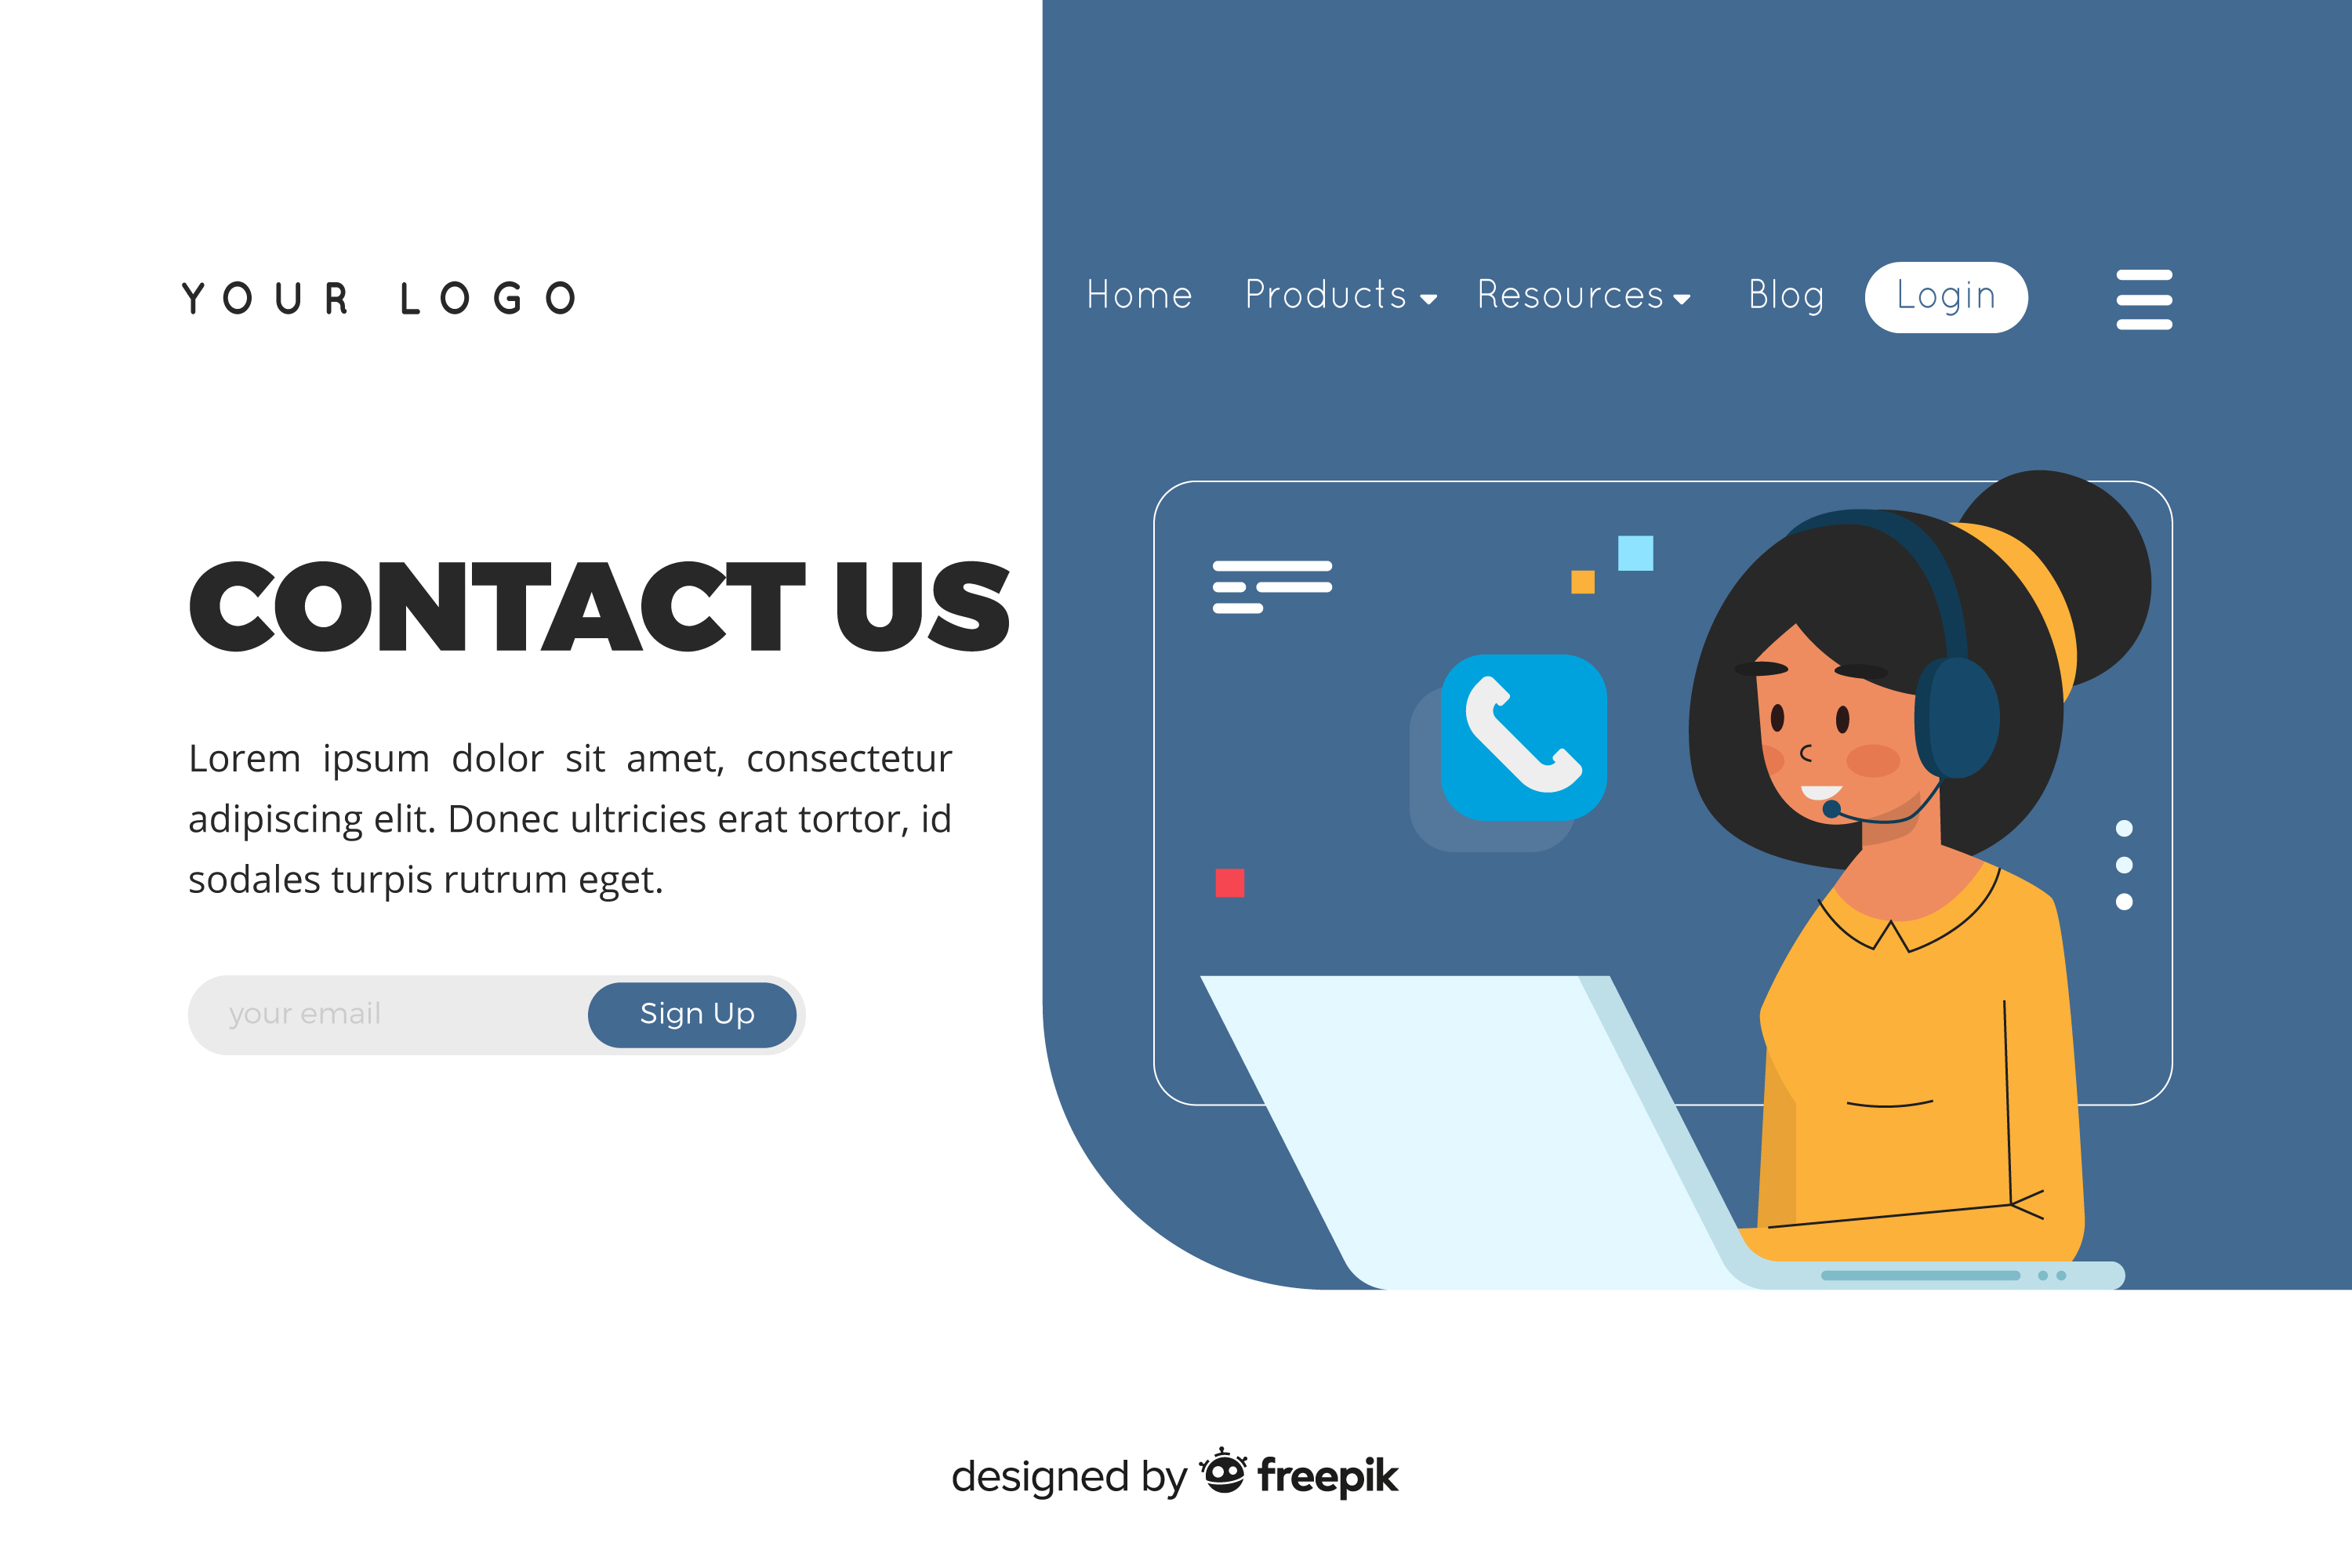 YOUR LOGO
Home Products Resources Blog Login
CONTACT US
Lorem ipsum dolor sit amet, consectetur
adipiscing elit. Donec ultricies erat tortor, id
sodales turpis rutrum eget.
your email Sign Up
designed by freepik